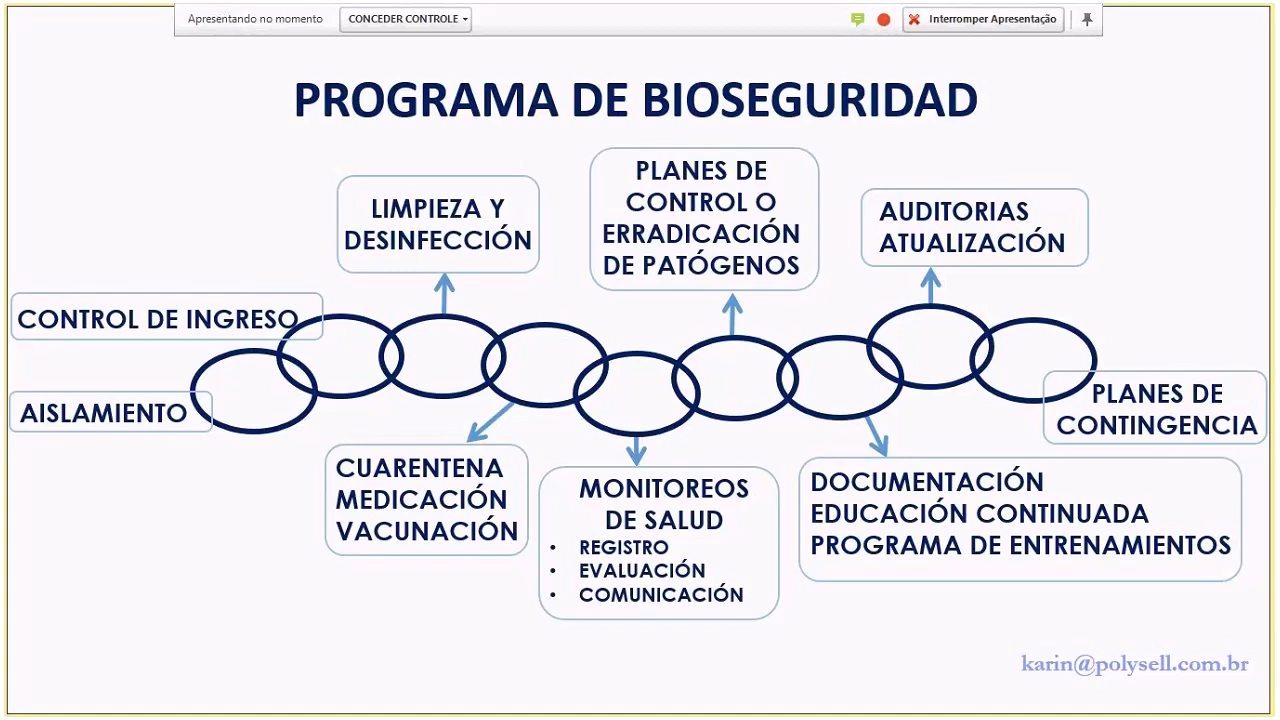 Apresentando no momento
CONCEDER CONTROLE
Interromper Apresentação
PROGRAMA DE BIOSEGURIDAD
LIMPIEZA Y
DESINFECCIÓN
PLANES DE
CONTROL O
ERRADICACIÓN
DE PATÓGENOS
AUDITORIAS
ATUALIZACIÓN
CONTROL DE INGRESO
AISLAMIENTO
PLANES DE
CONTINGENCIA
CUARENTENA
MEDICACIÓN
VACUNACIÓN
MONITOREOS
DE SALUD
• REGISTRO
• EVALUACIÓN
• COMUNICACIÓN
DOCUMENTACIÓN
EDUCACIÓN CONTINUADA
PROGRAMA DE ENTRENAMIENTOS
karin@polysell.com.br